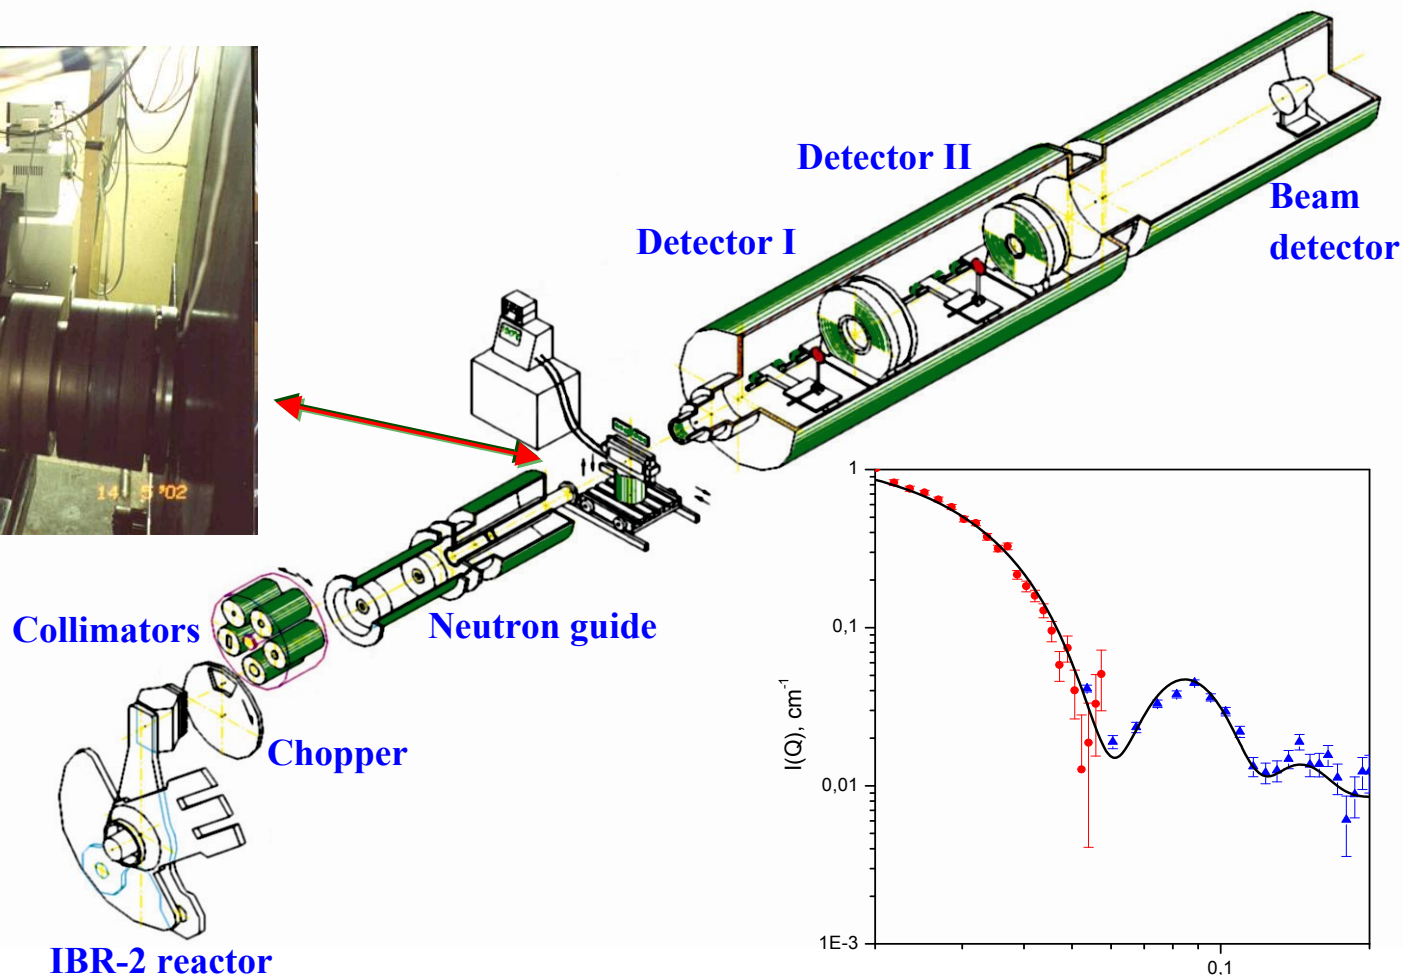 Detector II
Detector I
Beam
detector
14 5 '02
Collimators
Neutron guide
Chopper
IBR-2 reactor
1
0,1
0,01
1E-3
I(Q), cm⁻¹
0,1